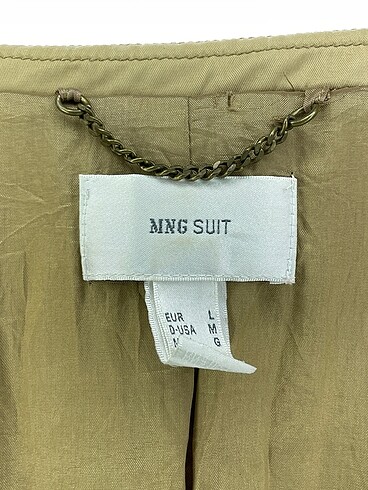 MNG SUIT
EUR L
D-USA M
G